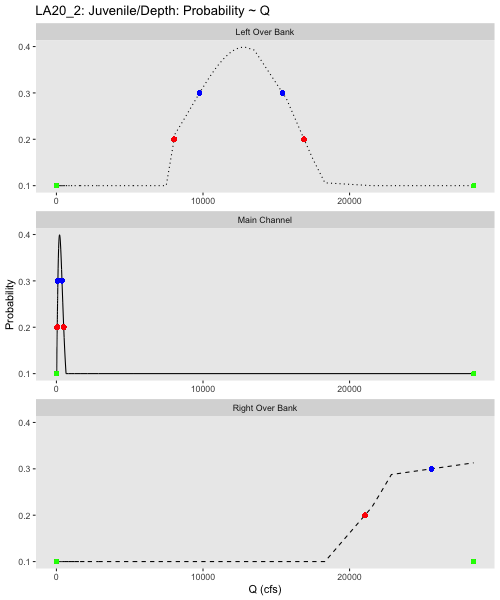 LA20_2: Juvenile/Depth: Probability ~ Q
Left Over Bank
0.4
0.3
0.2
0.1
0 10000 20000
Main Channel
0.4
0.3
0.2
0.1
0 10000 20000
Probability
Right Over Bank
0.4
0.3
0.2
0.1
0 10000 20000
Q (cfs)